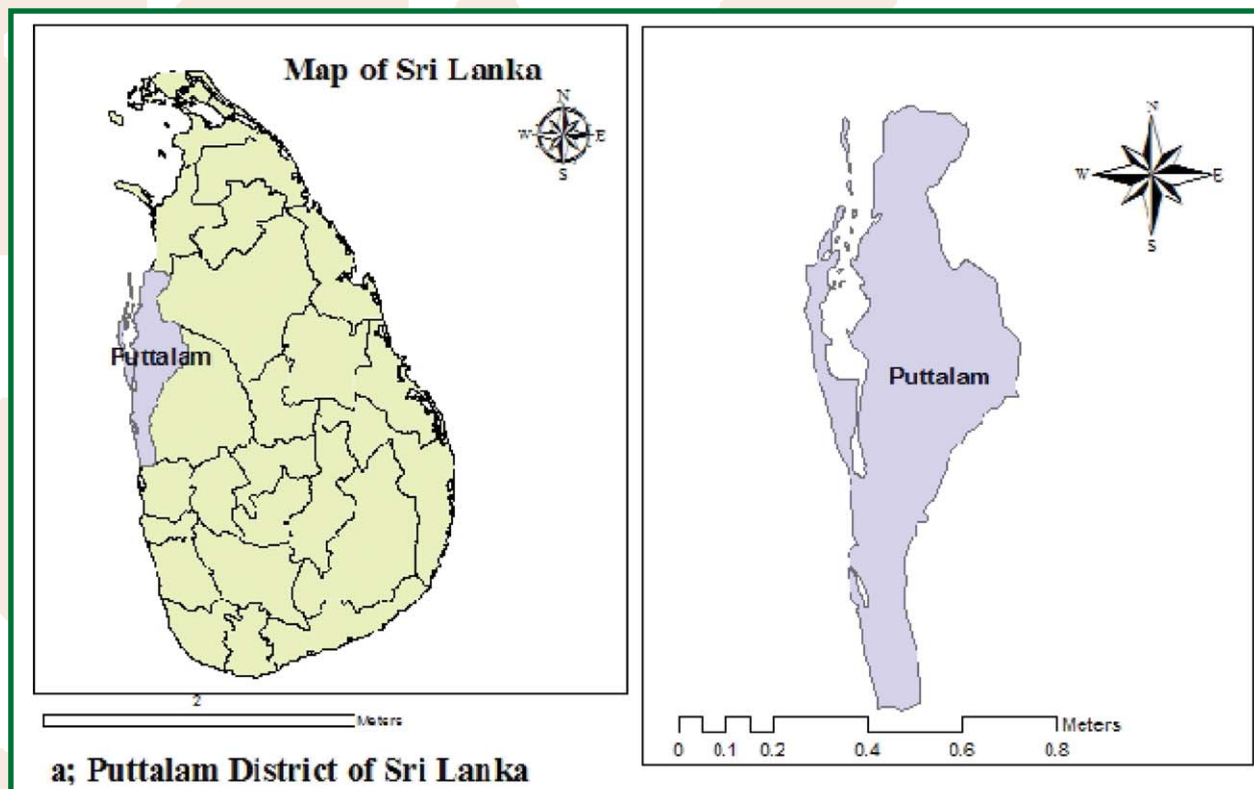 Map of Sri Lanka
N
W E
S
Puttalam
2
Meters
a; Puttalam District of Sri Lanka
N
W E
S
Puttalam
Meters
0 0.1 0.2 0.4 0.6 0.8